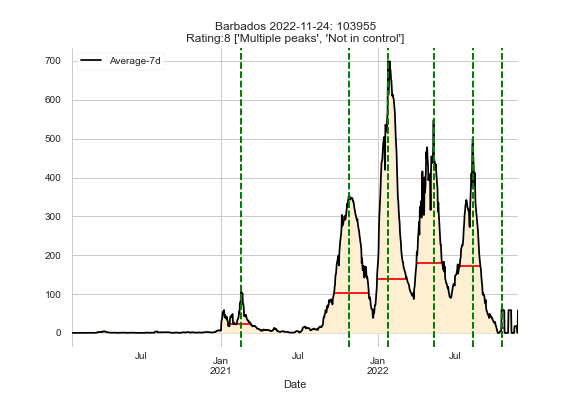 Barbados 2022-11-24: 103955
Rating:8 ['Multiple peaks', 'Not in control']
Average-7d
700
600
500
400
300
200
100
0
Jul
Jan
2021
Jul
Jan
2022
Jul
Date